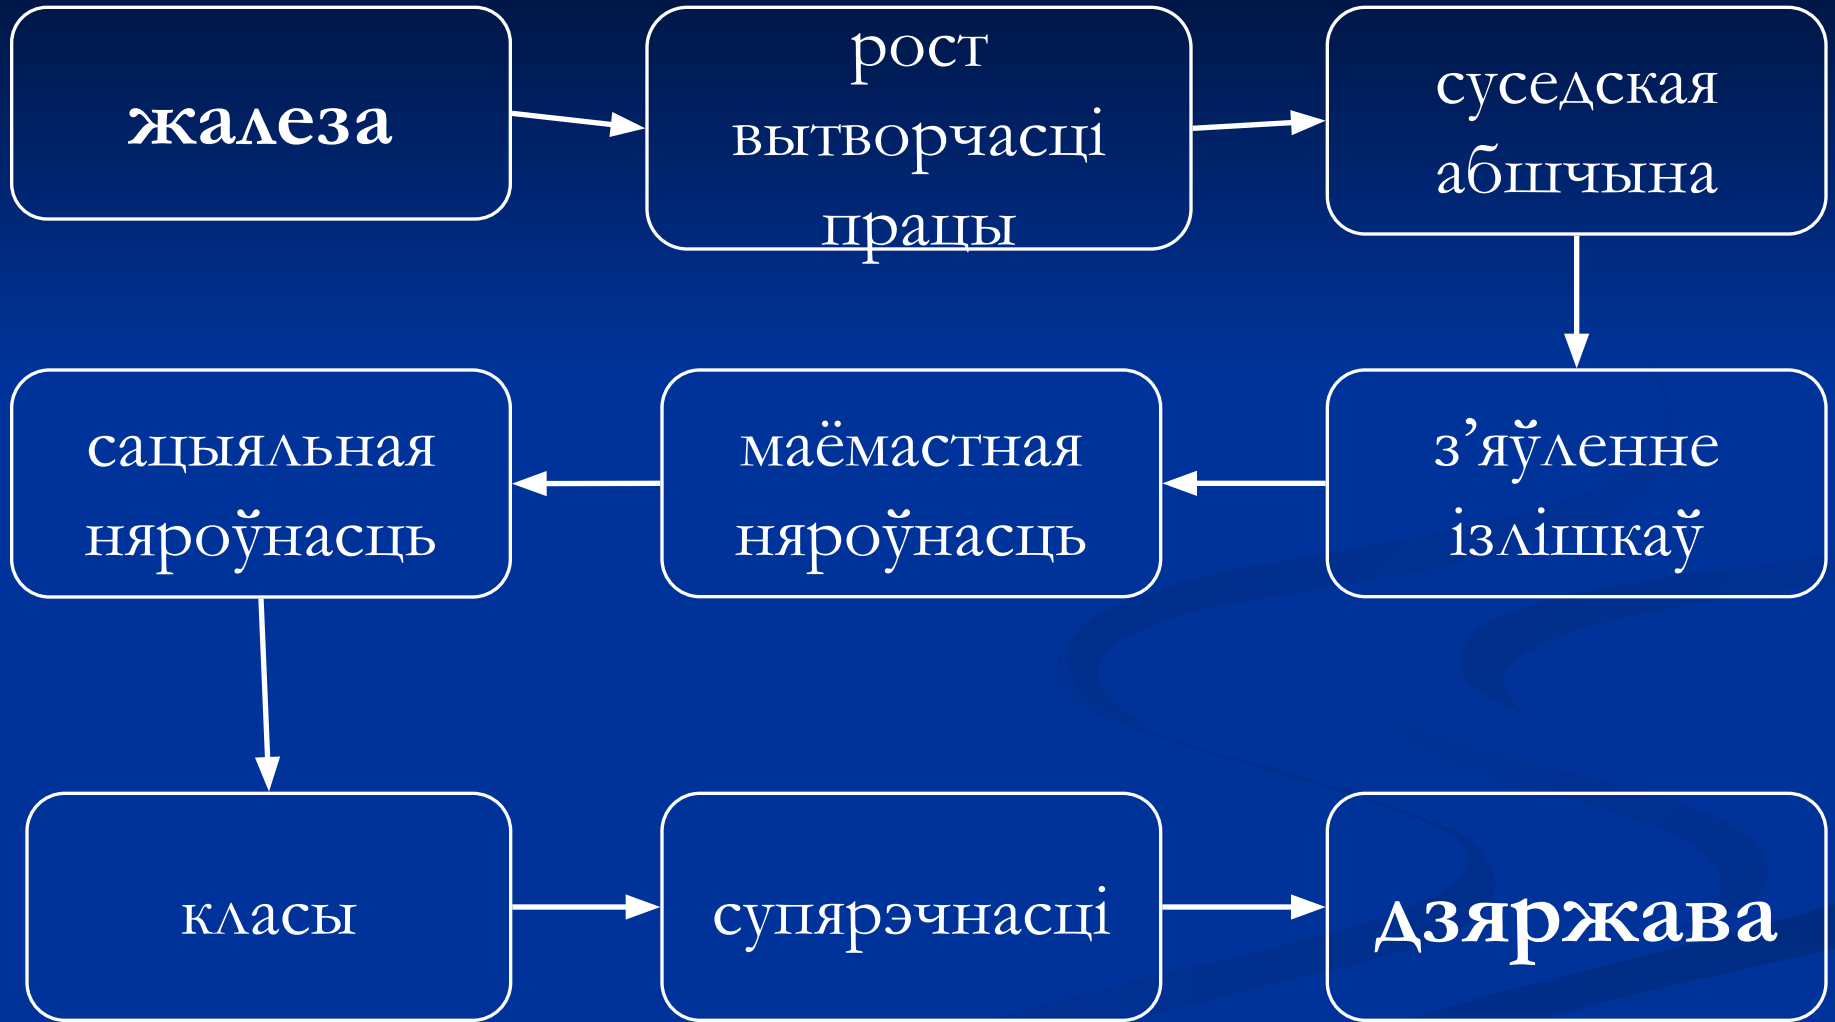 жалеза
рост
вытворчасці
працы
суседская
абшчына
з’яўленне
ізлішкаў
маёмастная
няроўнасць
сацыяльная
няроўнасць
класы
супярэчнасці
дзяржава